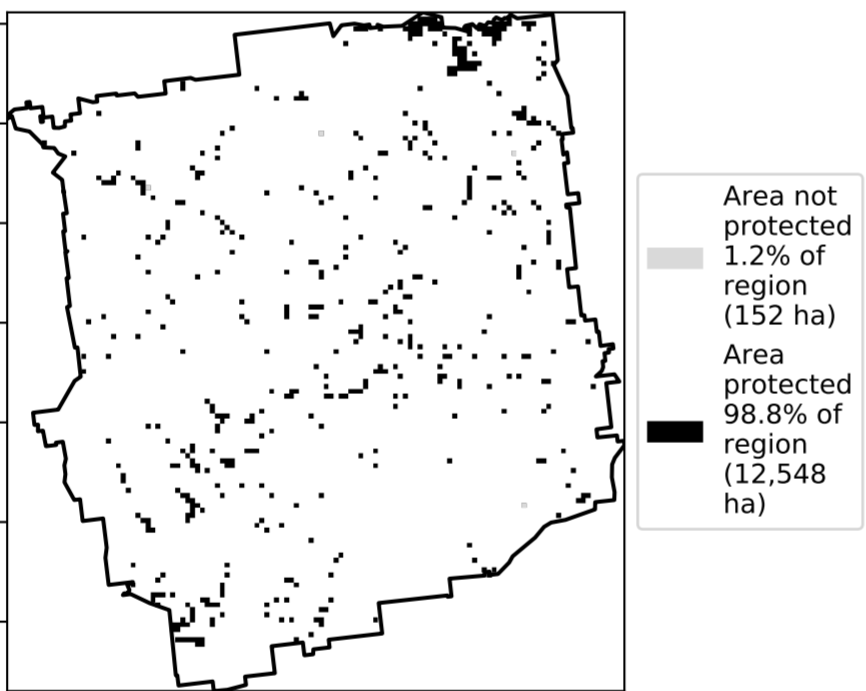 Area not
protected
1.2% of
region
(152 ha)
Area
protected
98.8% of
region
(12,548
ha)